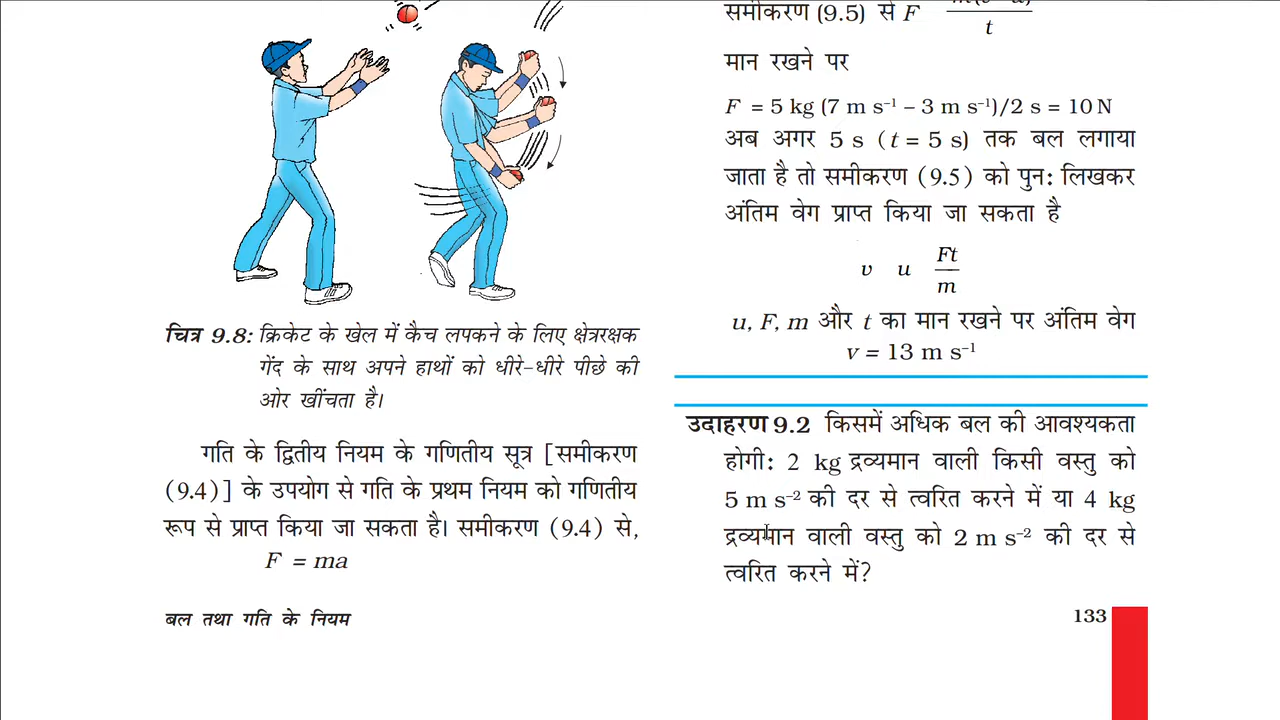 चित्र 9.8: क्रिकेट के खेल में कैच लपकने के लिए क्षेत्ररक्षक
गेंद के साथ अपने हाथों को धीरे-धीरे पीछे की
ओर खींचता है।
गति के द्वितीय नियम के गणितीय सूत्र [समीकरण
(9.4)] के उपयोग से गति के प्रथम नियम को गणितीय
रूप से प्राप्त किया जा सकता है। समीकरण (9.4) से,
F = ma
बल तथा गति के नियम
समीकरण (9.5) से F
t
मान रखने पर
F = 5 kg (7 m s⁻¹ – 3 m s⁻¹)/2 s = 10 N
अब अगर 5 s (t = 5 s) तक बल लगाया
जाता है तो समीकरण (9.5) को पुन: लिखकर
अंतिम वेग प्राप्त किया जा सकता है
v u Ft
m
u, F, m और t का मान रखने पर अंतिम वेग
v = 13 m s⁻¹
उदाहरण 9.2 किसमें अधिक बल की आवश्यकता
होगी: 2 kg द्रव्यमान वाली किसी वस्तु को
5 m s⁻² की दर से त्वरित करने में या 4 kg
द्रव्यमान वाली वस्तु को 2 m s⁻² की दर से
त्वरित करने में?
133